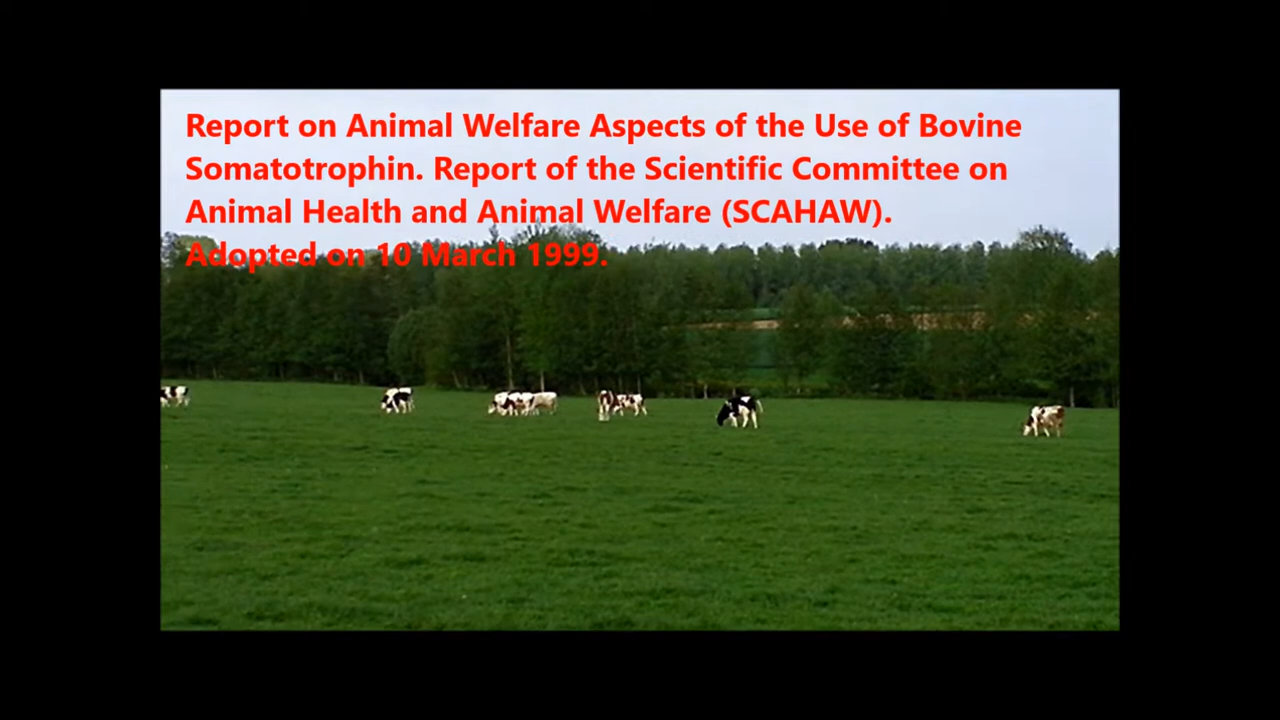 Report on Animal Welfare Aspects of the Use of Bovine
Somatotrophin. Report of the Scientific Committee on
Animal Health and Animal Welfare (SCAHAW).
Adopted on 10 March 1999.